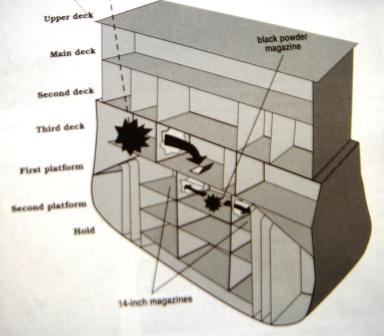 Upper deck
black powder
magazine
Main deck
Second deck
Third deck
First platform
Second platform
Hold
14-inch magazines